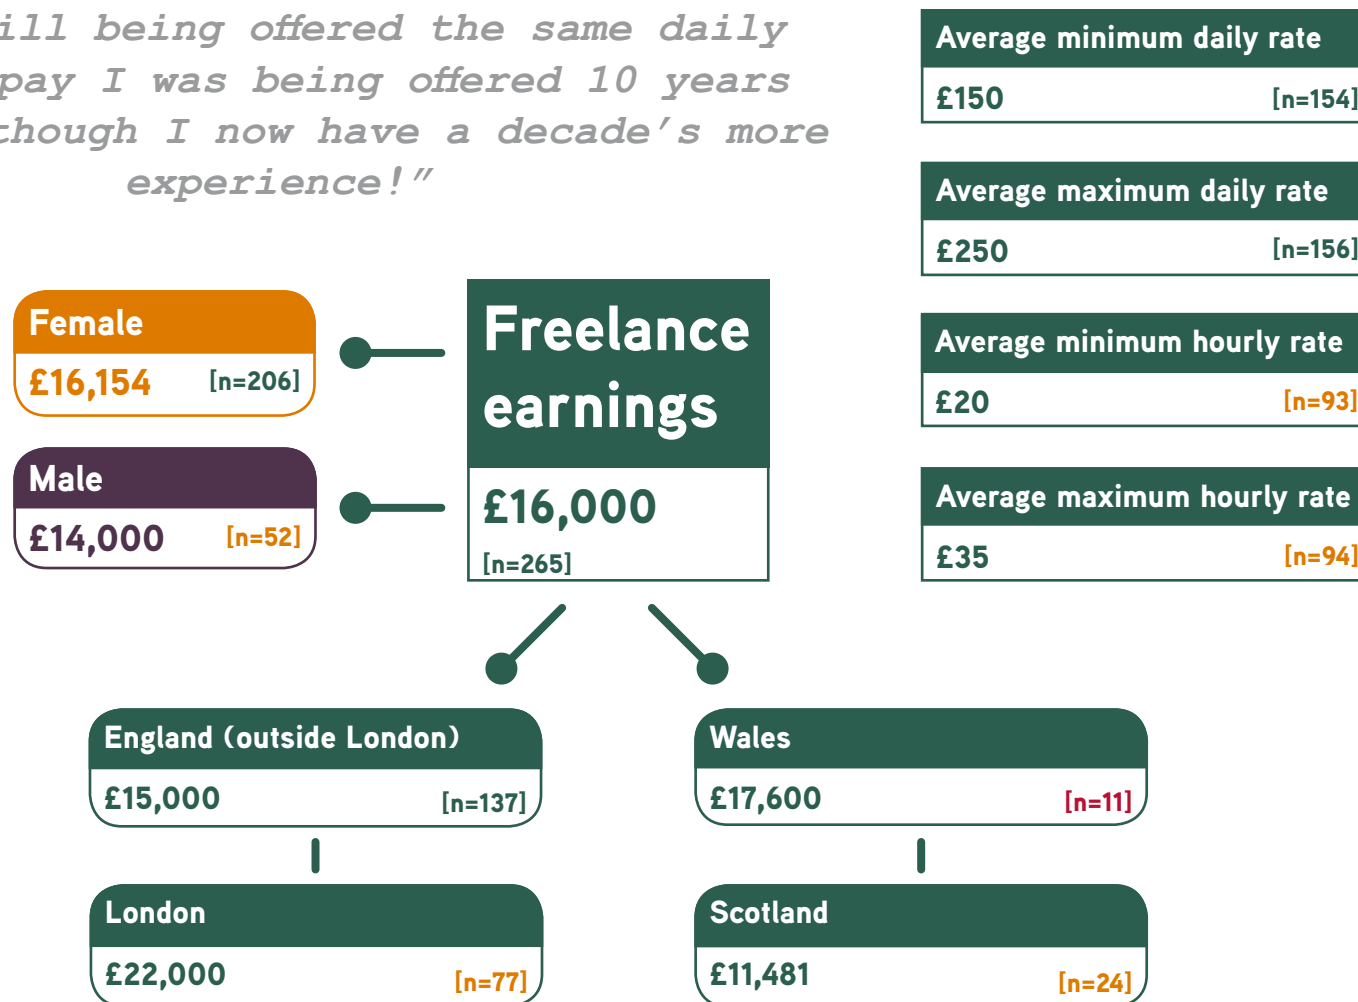 ill being offered the same daily
pay I was being offered 10 years
though I now have a decade's more
experience!"
Average minimum daily rate
£150 [n=154]
Average maximum daily rate
£250 [n=156]
Average minimum hourly rate
£20 [n=93]
Average maximum hourly rate
£35 [n=94]
Female
£16,154 [n=206]
Male
£14,000 [n=52]
Freelance
earnings
£16,000
[n=265]
England (outside London)
£15,000 [n=137]
Wales
£17,600 [n=11]
London
£22,000 [n=77]
Scotland
£11,481 [n=24]